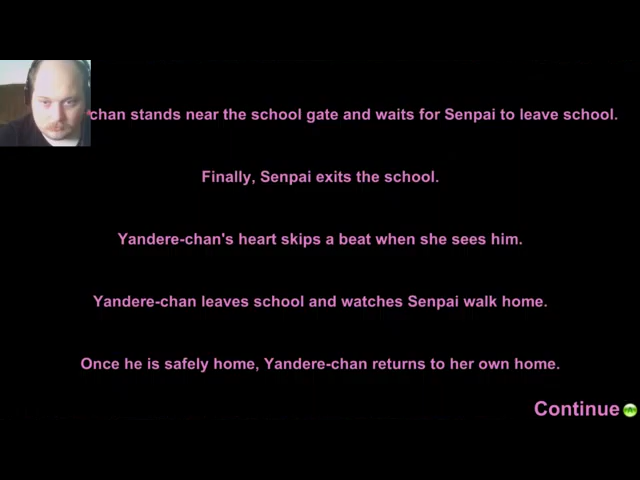 chan stands near the school gate and waits for Senpai to leave school.
Finally, Senpai exits the school.
Yandere-chan's heart skips a beat when she sees him.
Yandere-chan leaves school and watches Senpai walk home.
Once he is safely home, Yandere-chan returns to her own home.
Continue